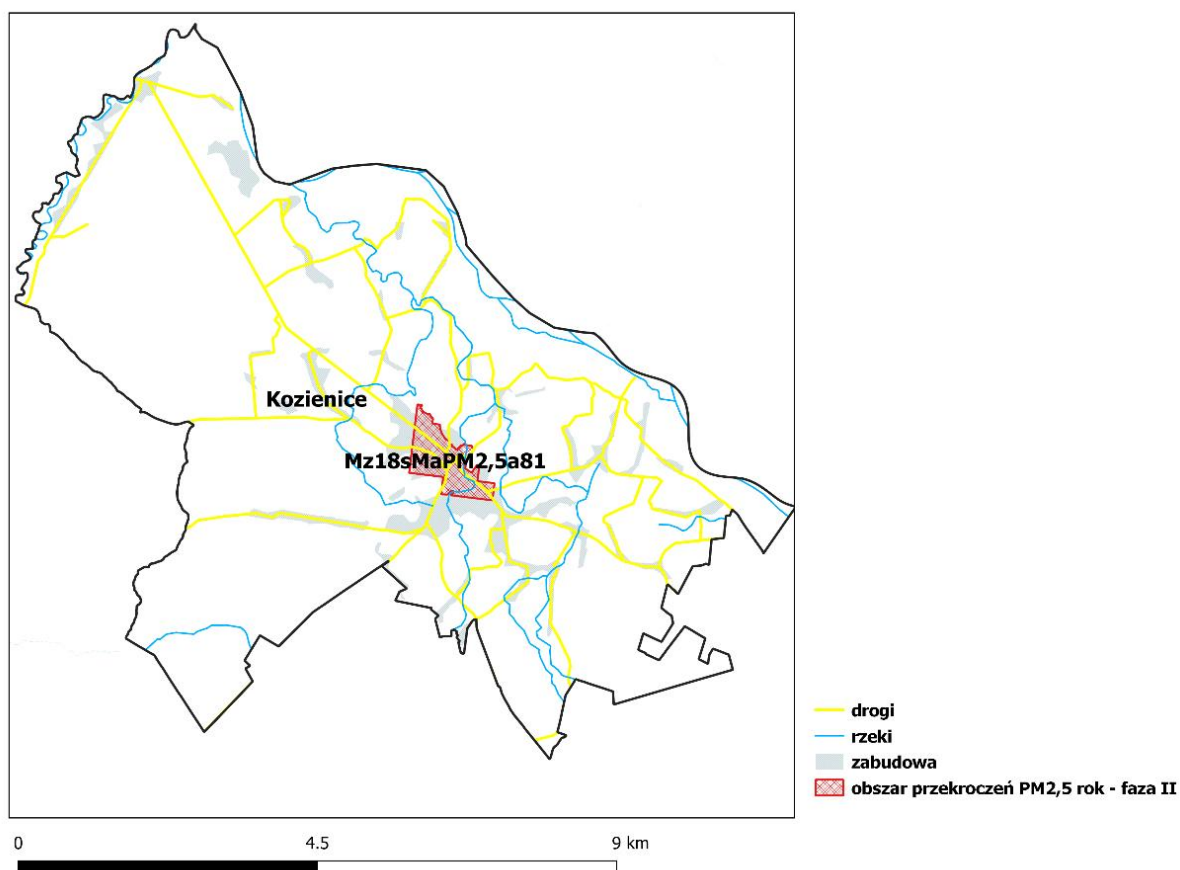 Kozienice
Mz18sMaPM2,5a81
drogi
rzeki
zabudowa
obszar przekroczeń PM2,5 rok - faza II
0 4.5 9 km